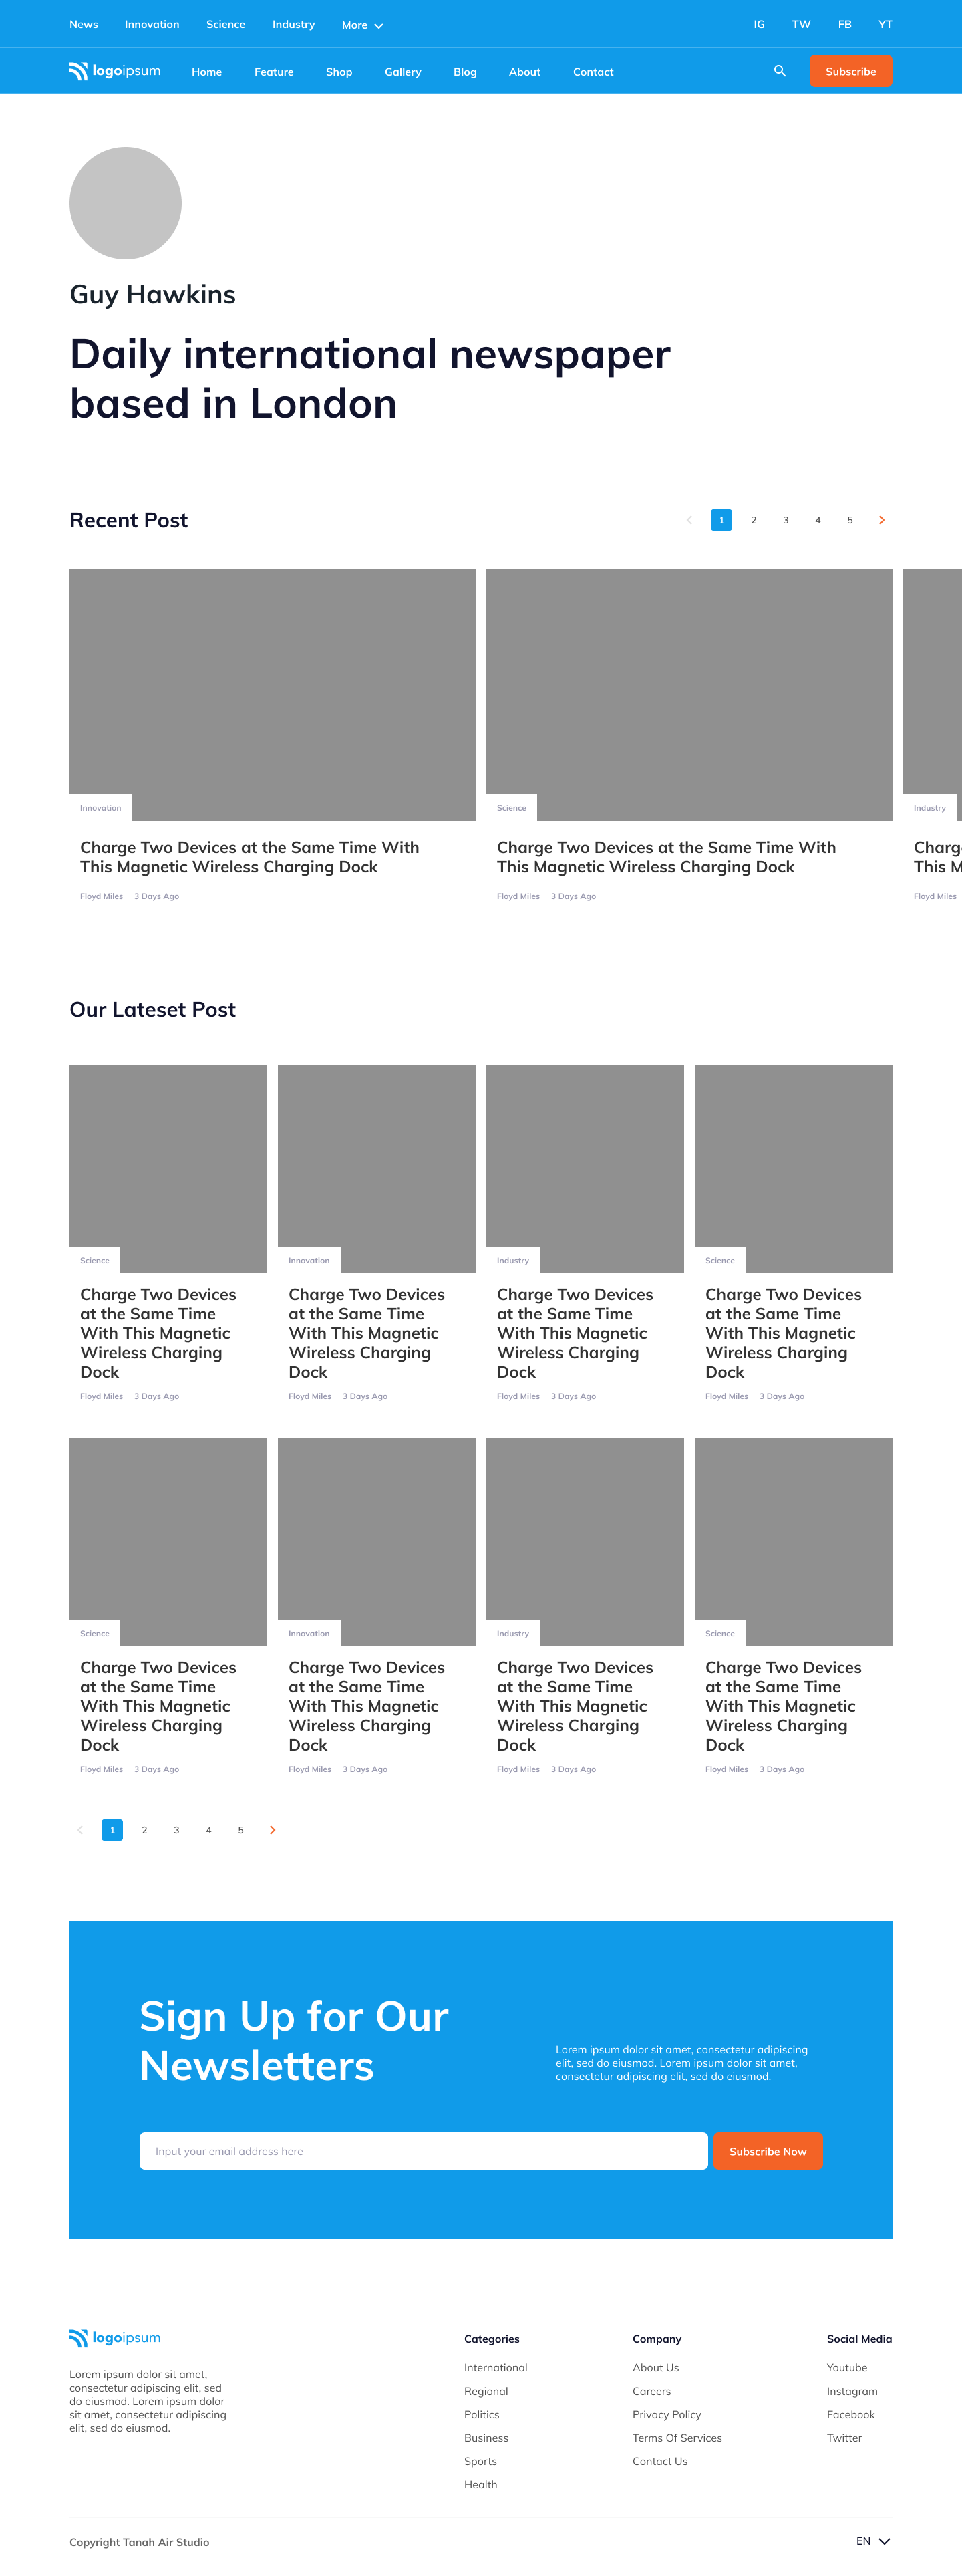 News Innovation Science Industry More IG TW FB YT
logoipsum Home Feature Shop Gallery Blog About Contact Subscribe
Guy Hawkins
Daily international newspaper
based in London
Recent Post 1 2 3 4 5
Innovation
Charge Two Devices at the Same Time With
This Magnetic Wireless Charging Dock
Floyd Miles 3 Days Ago
Science
Charge Two Devices at the Same Time With
This Magnetic Wireless Charging Dock
Floyd Miles 3 Days Ago
Industry
Charg
This M
Floyd Miles
Our Lateset Post
Science
Charge Two Devices
at the Same Time
With This Magnetic
Wireless Charging
Dock
Floyd Miles 3 Days Ago
Innovation
Charge Two Devices
at the Same Time
With This Magnetic
Wireless Charging
Dock
Floyd Miles 3 Days Ago
Industry
Charge Two Devices
at the Same Time
With This Magnetic
Wireless Charging
Dock
Floyd Miles 3 Days Ago
Science
Charge Two Devices
at the Same Time
With This Magnetic
Wireless Charging
Dock
Floyd Miles 3 Days Ago
Science
Charge Two Devices
at the Same Time
With This Magnetic
Wireless Charging
Dock
Floyd Miles 3 Days Ago
Innovation
Charge Two Devices
at the Same Time
With This Magnetic
Wireless Charging
Dock
Floyd Miles 3 Days Ago
Industry
Charge Two Devices
at the Same Time
With This Magnetic
Wireless Charging
Dock
Floyd Miles 3 Days Ago
Science
Charge Two Devices
at the Same Time
With This Magnetic
Wireless Charging
Dock
Floyd Miles 3 Days Ago
1 2 3 4 5
Sign Up for Our
Newsletters
Lorem ipsum dolor sit amet, consectetur adipiscing
elit, sed do eiusmod. Lorem ipsum dolor sit amet,
consectetur adipiscing elit, sed do eiusmod.
Input your email address here
Subscribe Now
logoipsum
Lorem ipsum dolor sit amet,
consectetur adipiscing elit, sed
do eiusmod. Lorem ipsum dolor
sit amet, consectetur adipiscing
elit, sed do eiusmod.
Categories
International
Regional
Politics
Business
Sports
Health
Company
About Us
Careers
Privacy Policy
Terms Of Services
Contact Us
Social Media
Youtube
Instagram
Facebook
Twitter
Copyright Tanah Air Studio
EN